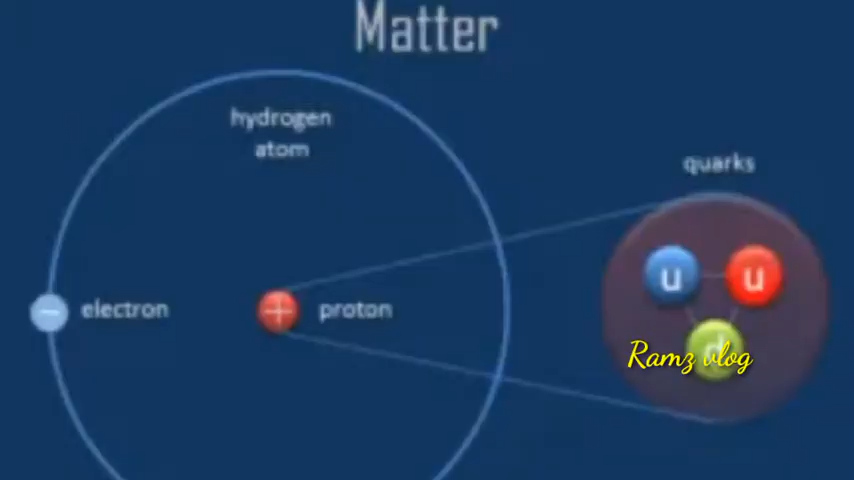 Matter
hydrogen
atom
quarks
u u
electron
+ proton
d
Ramz vlog